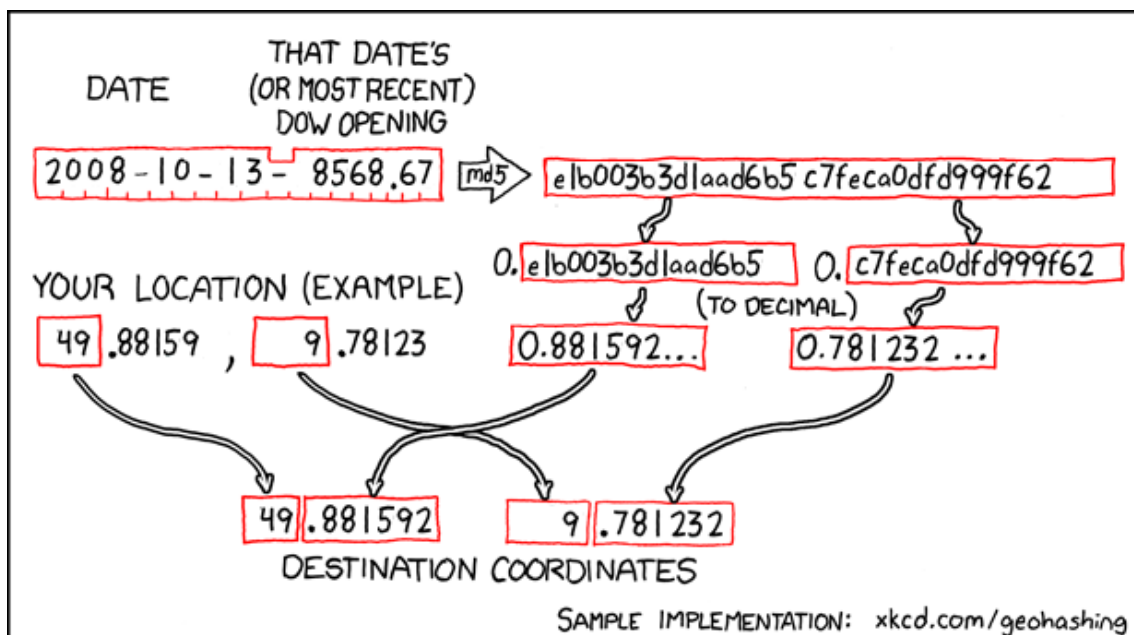 DATE
THAT DATE'S
(OR MOST RECENT)
DOW OPENING
2008-10-13-8568.67
md5
e1b003b3d1aad6b5 c7feca0dfd999f62
0.e1b003b3d1aad6b5
0.c7feca0dfd999f62
(TO DECIMAL)
YOUR LOCATION (EXAMPLE)
49.88159, 9.78123
0.881592...
0.781232...
49.881592
9.781232
DESTINATION COORDINATES
SAMPLE IMPLEMENTATION: xkcd.com/geohashing